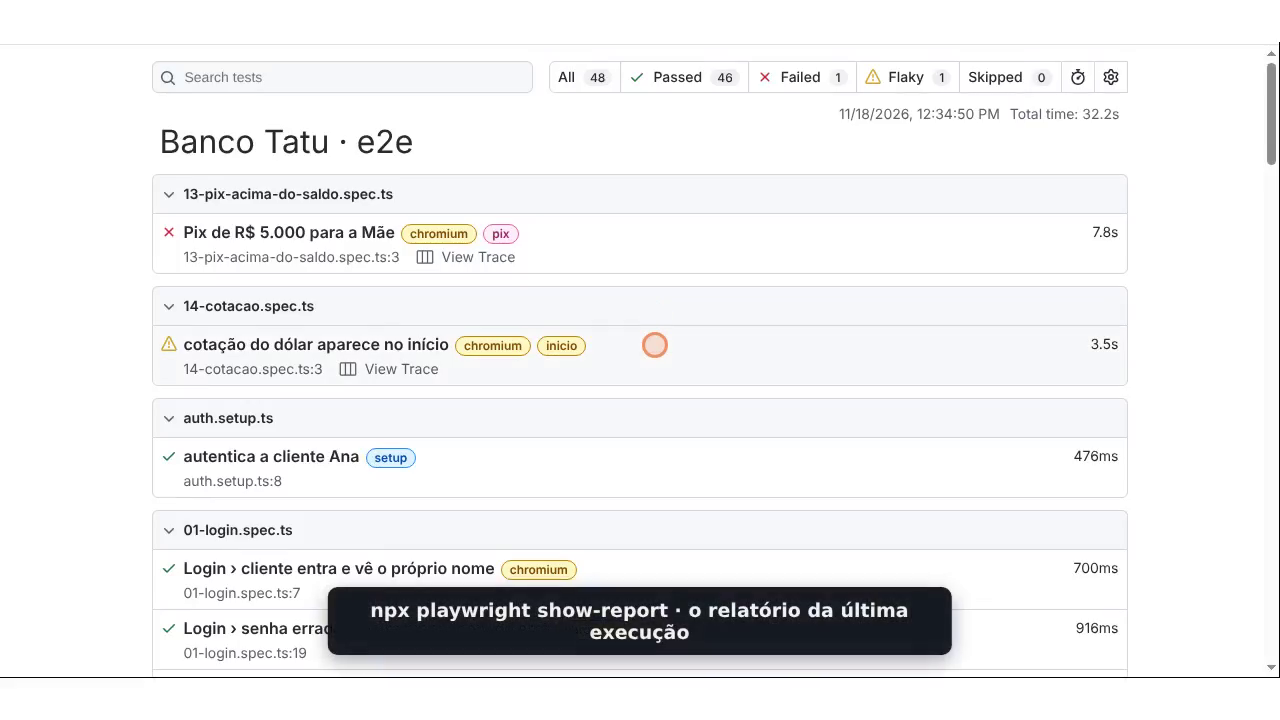 Search tests
All 48
Passed 46
Failed 1
Flaky 1
Skipped 0
11/18/2026, 12:34:50 PM Total time: 32.2s
Banco Tatu · e2e
13-pix-acima-do-saldo.spec.ts
Pix de R$ 5.000 para a Mãe chromium pix 7.8s
13-pix-acima-do-saldo.spec.ts:3 View Trace
14-cotacao.spec.ts
cotação do dólar aparece no início chromium inicio 3.5s
14-cotacao.spec.ts:3 View Trace
auth.setup.ts
autentica a cliente Ana setup 476ms
auth.setup.ts:8
01-login.spec.ts
Login › cliente entra e vê o próprio nome chromium 700ms
01-login.spec.ts:7
Login › senha 916ms
01-login.spec.ts:19
npx playwright show-report · o relatório da última
execução